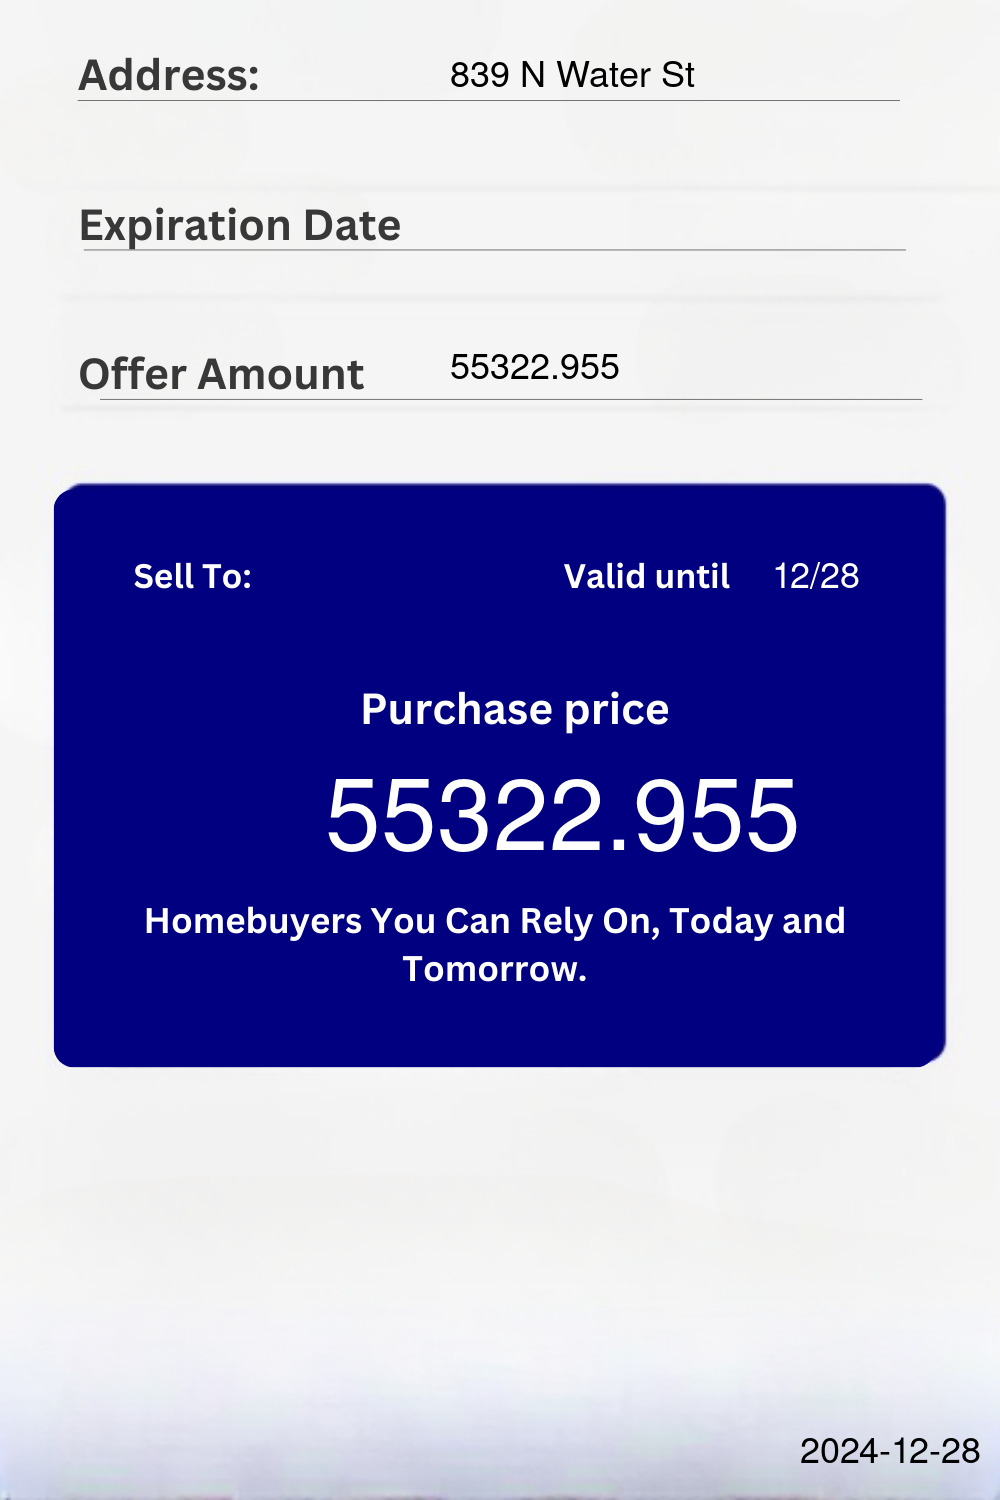 Address: 839 N Water St
Expiration Date
Offer Amount 55322.955
Sell To: Valid until 12/28
Purchase price
55322.955
Homebuyers You Can Rely On, Today and
Tomorrow.
2024-12-28